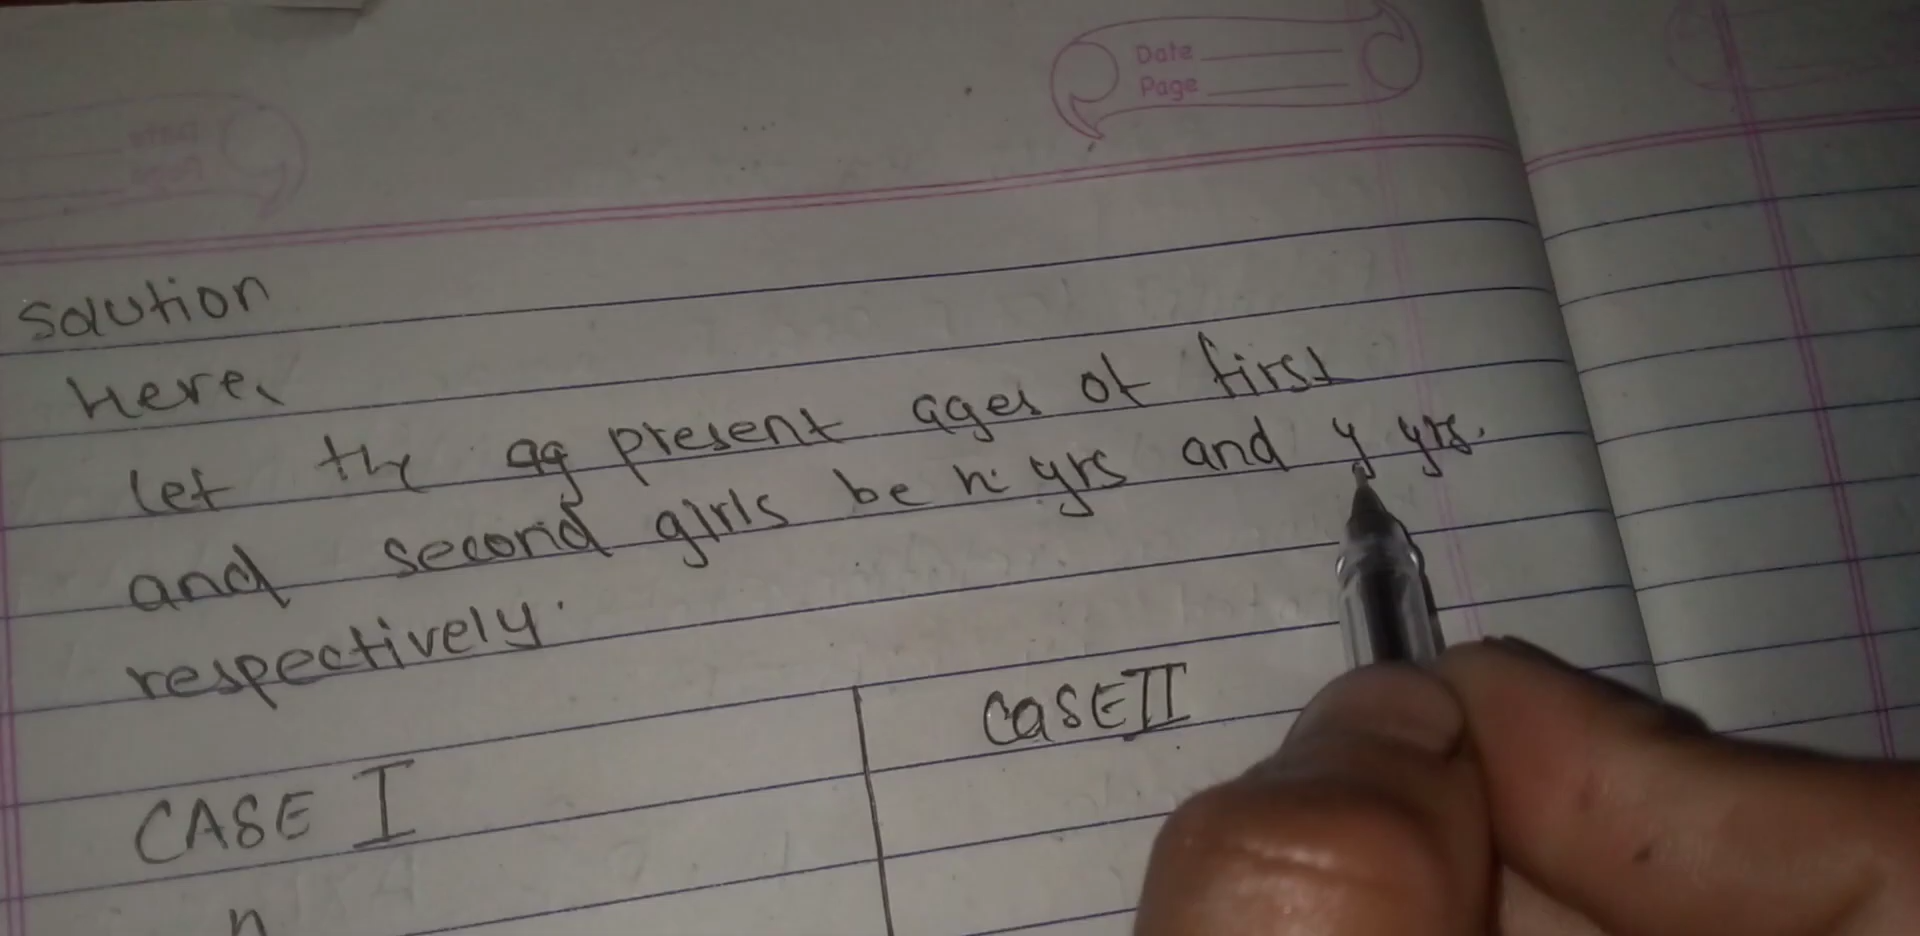 Date
Page
Solution
here,
let the ag present ages of first
and second girls be x yrs and y yrs.
respectively.
CASE I
CASE II